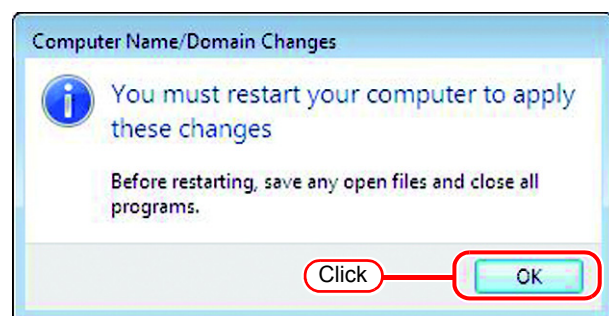 Computer Name/Domain Changes
You must restart your computer to apply
these changes
Before restarting, save any open files and close all
programs.
Click
OK